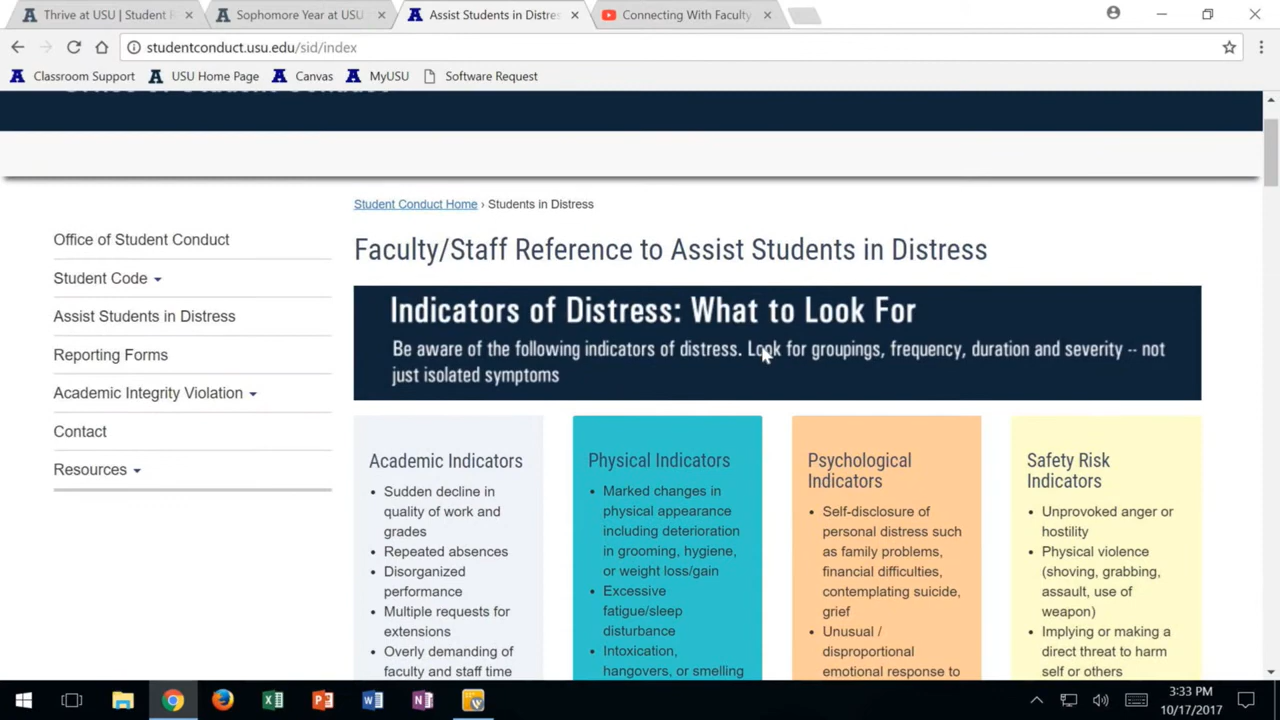 Thrive at USU | Student
Sophomore Year at USU
Assist Students in Distre
Connecting With Faculty
studentconduct.usu.edu/sid/index
Classroom Support
USU Home Page
Canvas
MyUSU
Software Request
Office of Student Conduct
Student Conduct Home › Students in Distress
Office of Student Conduct
Student Code
Assist Students in Distress
Reporting Forms
Academic Integrity Violation
Contact
Resources
Faculty/Staff Reference to Assist Students in Distress
Indicators of Distress: What to Look For
Be aware of the following indicators of distress. Look for groupings, frequency, duration and severity -- not
just isolated symptoms
Academic Indicators
• Sudden decline in
quality of work and
grades
• Repeated absences
• Disorganized
performance
• Multiple requests for
extensions
• Overly demanding of
faculty and staff time
Physical Indicators
• Marked changes in
physical appearance
including deterioration
in grooming, hygiene,
or weight loss/gain
• Excessive
fatigue/sleep
disturbance
• Intoxication,
hangovers, or smelling
Psychological
Indicators
• Self-disclosure of
personal distress such
as family problems,
financial difficulties,
contemplating suicide,
grief
• Unusual /
disproportional
emotional response to
Safety Risk
Indicators
• Unprovoked anger or
hostility
• Physical violence
(shoving, grabbing,
assault, use of
weapon)
• Implying or making a
direct threat to harm
self or others
3:33 PM
10/17/2017